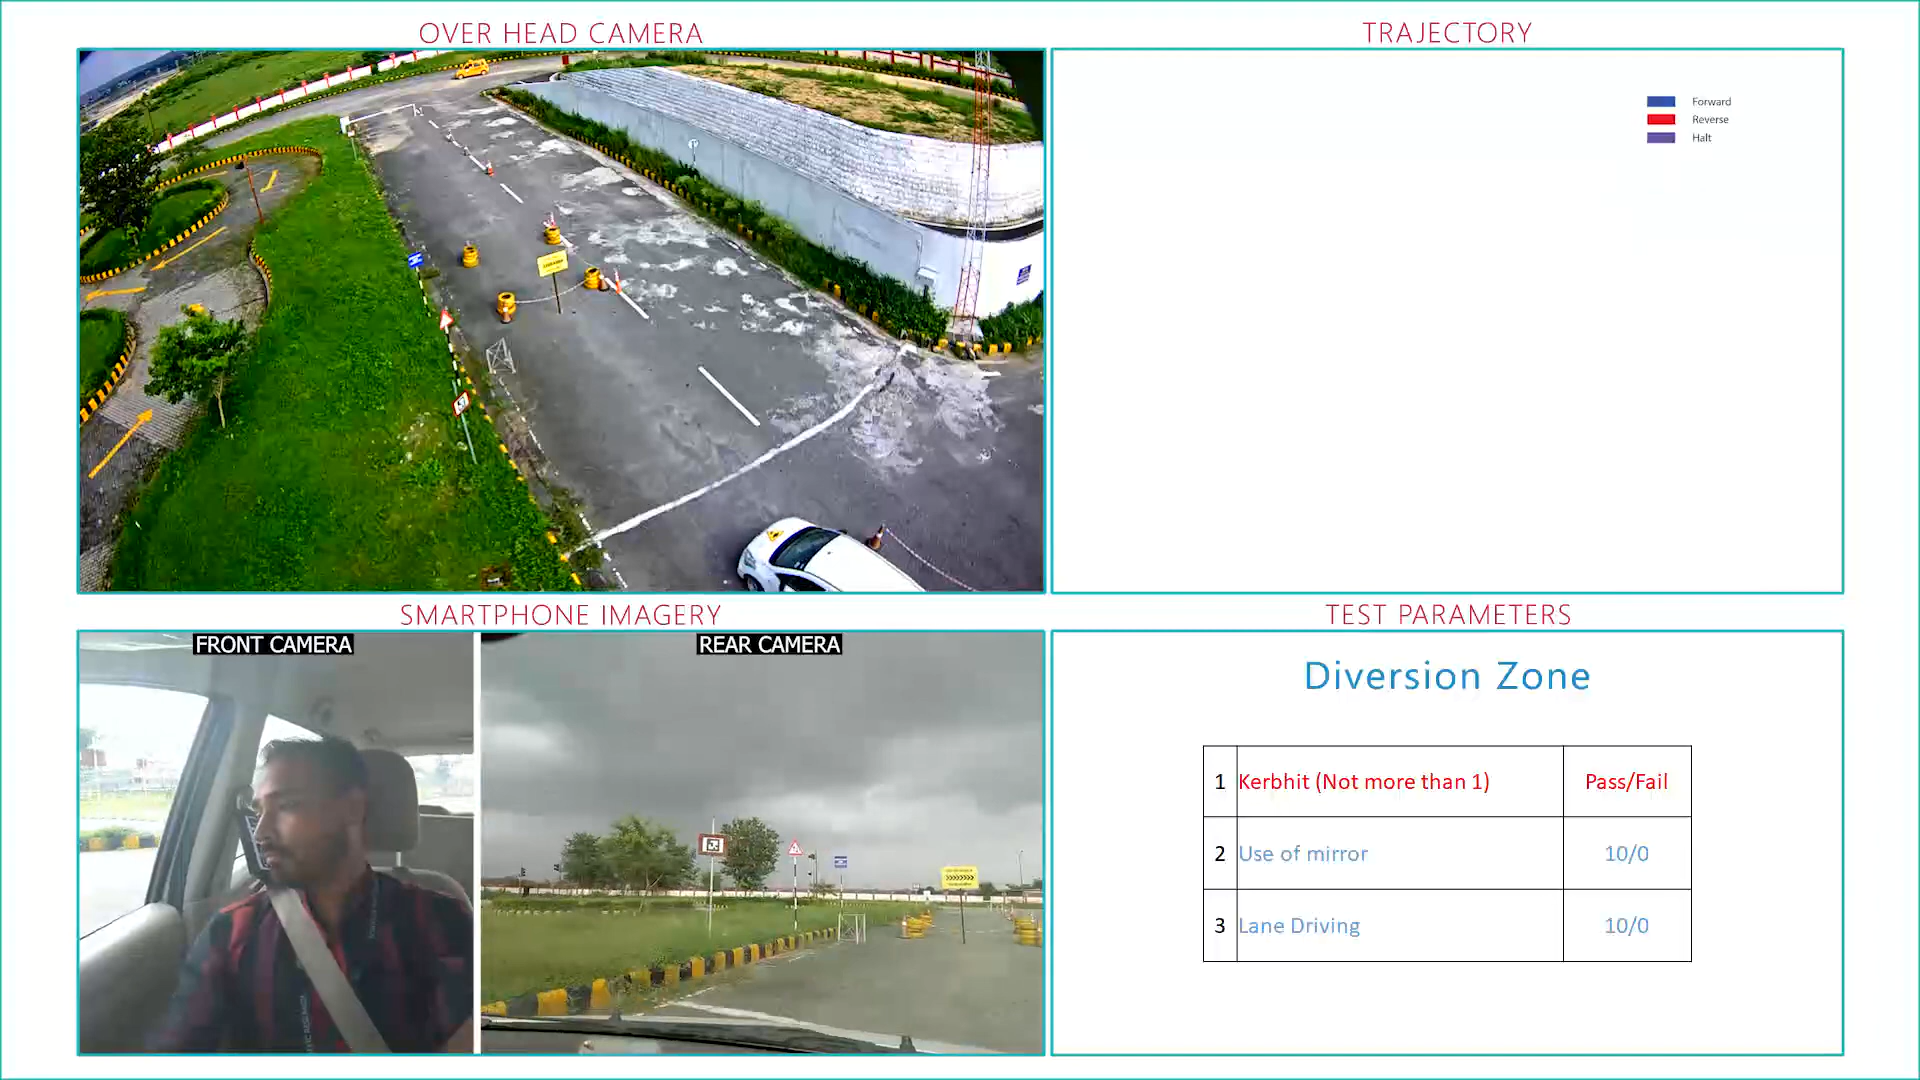 OVER HEAD CAMERA
TRAJECTORY
Forward
Reverse
Halt
SMARTPHONE IMAGERY
TEST PARAMETERS
FRONT CAMERA
REAR CAMERA
Diversion Zone
1 Kerbhit (Not more than 1) Pass/Fail
2 Use of mirror 10/0
3 Lane Driving 10/0